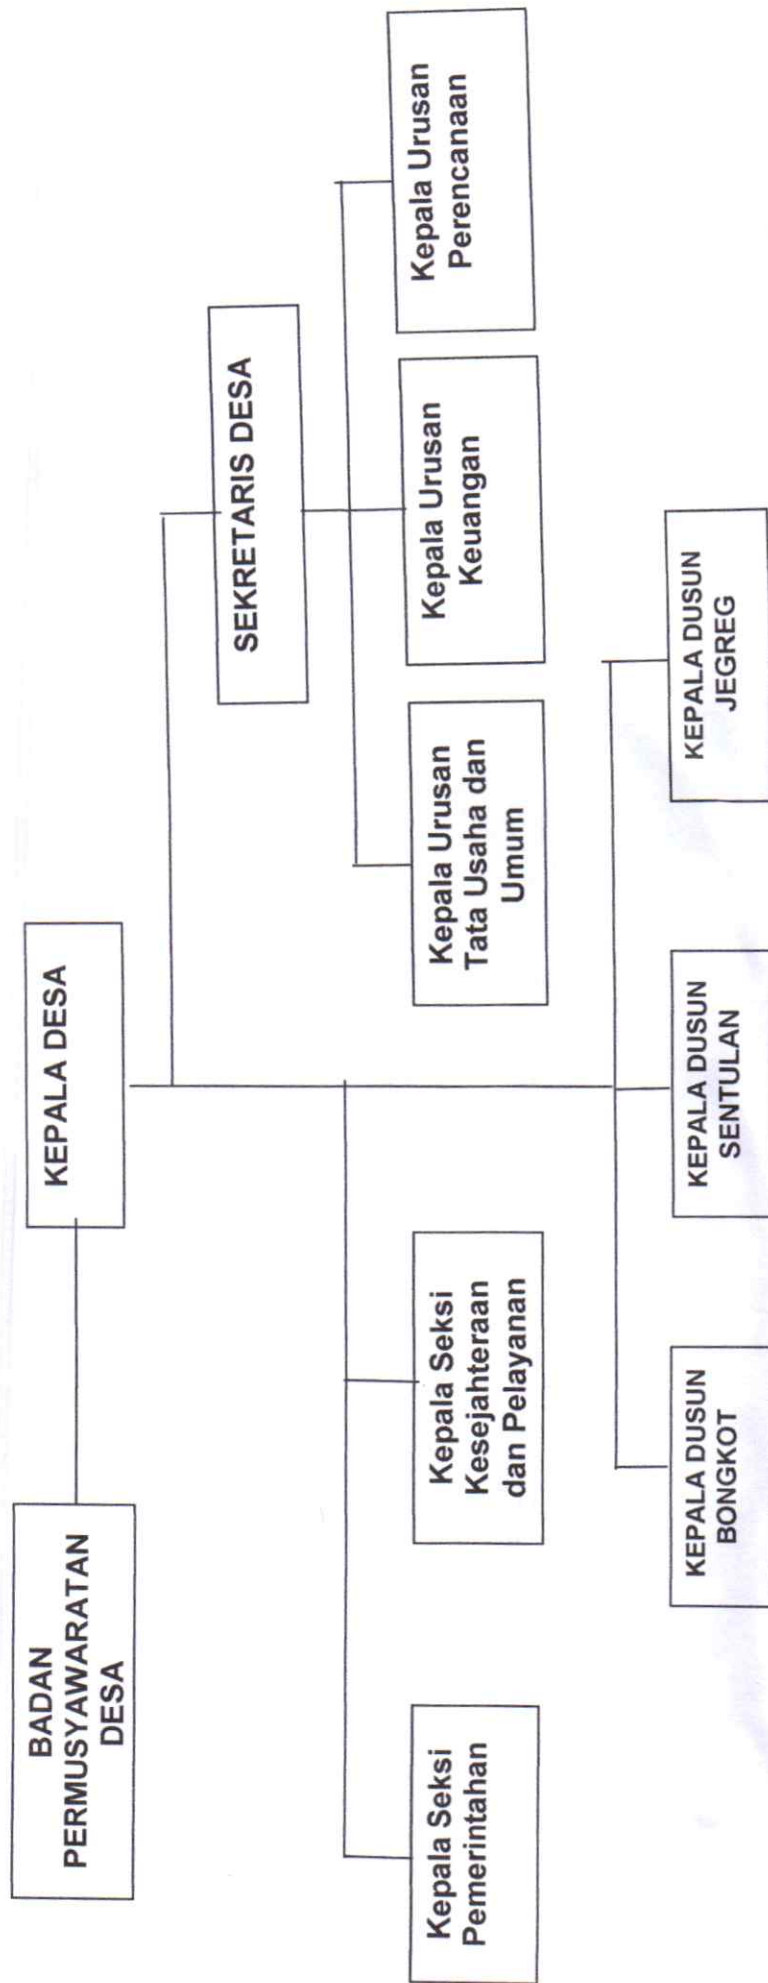 BADAN
PERMUSYAWARATAN
DESA
KEPALA DESA
SEKRETARIS DESA
Kepala Seksi
Pemerintahan
Kepala Seksi
Kesejahteraan
dan Pelayanan
Kepala Urusan
Tata Usaha dan
Umum
Kepala Urusan
Keuangan
Kepala Urusan
Perencanaan
KEPALA DUSUN
BONGKOT
KEPALA DUSUN
SENTULAN
KEPALA DUSUN
JEGREG